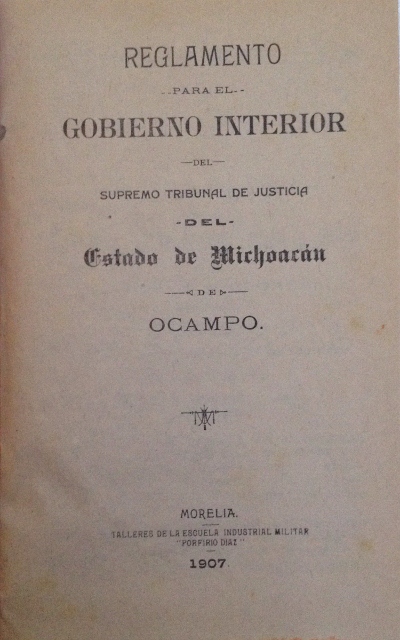 REGLAMENTO
--PARA EL--
GOBIERNO INTERIOR
—DEL—
SUPREMO TRIBUNAL DE JUSTICIA
-DEL-
Estado de Michoacán
—DE—
OCAMPO.
MORELIA.
TALLERES DE LA ESCUELA INDUSTRIAL MILITAR
"PORFIRIO DIAZ"
1907.